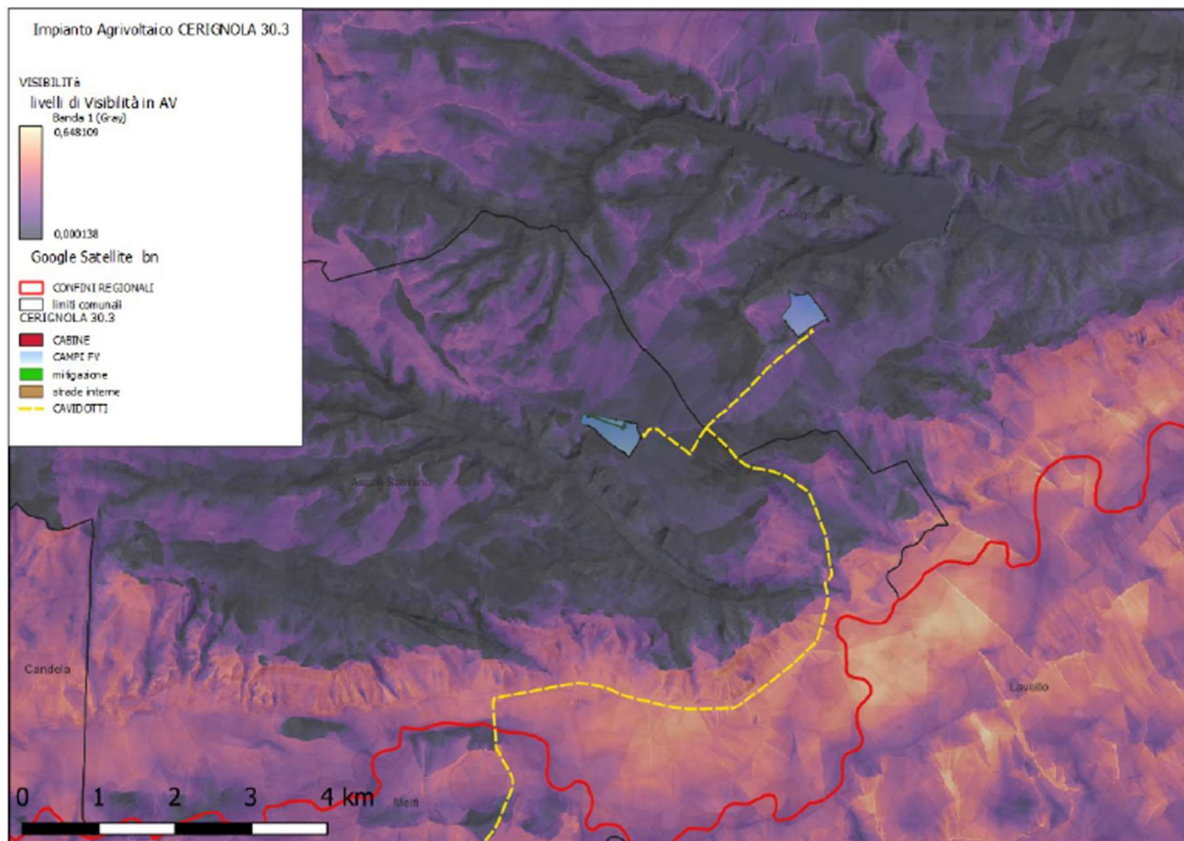 Impianto Agrivoltaico CERIGNOLA 30.3
VISIBILITà
livelli di Visibilità in AV
Banda 1 (Gray)
0,648109
0,000138
Google Satellite bn
CONFINI REGIONALI
limiti comunali
CERIGNOLA 30.3
CABINE
CAMPI FV
mitigazione
strade interne
CAVIDOTTI
Cerignola
Ascoli Satriano
Candela
Lavello
Melfi
0 1 2 3 4 km